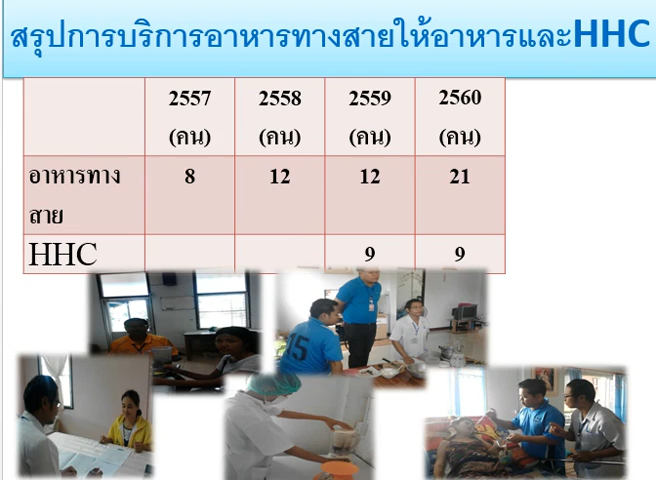 สรุปการบริการอาหารทางสายให้อาหารและHHC
2557 2558 2559 2560
(คน) (คน) (คน) (คน)
อาหารทาง 8 12 12 21
สาย
HHC 9 9
15